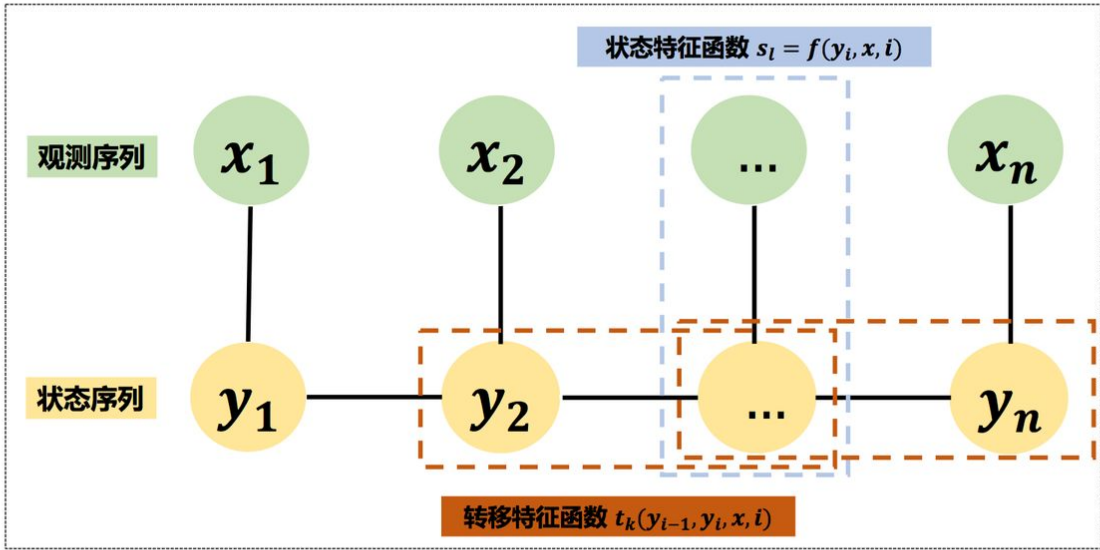 状态特征函数 s_l = f(y_i, x, i)
观测序列 x_1 x_2 ... x_n
状态序列 y_1 y_2 ... y_n
转移特征函数 t_k(y_{i-1}, y_i, x, i)